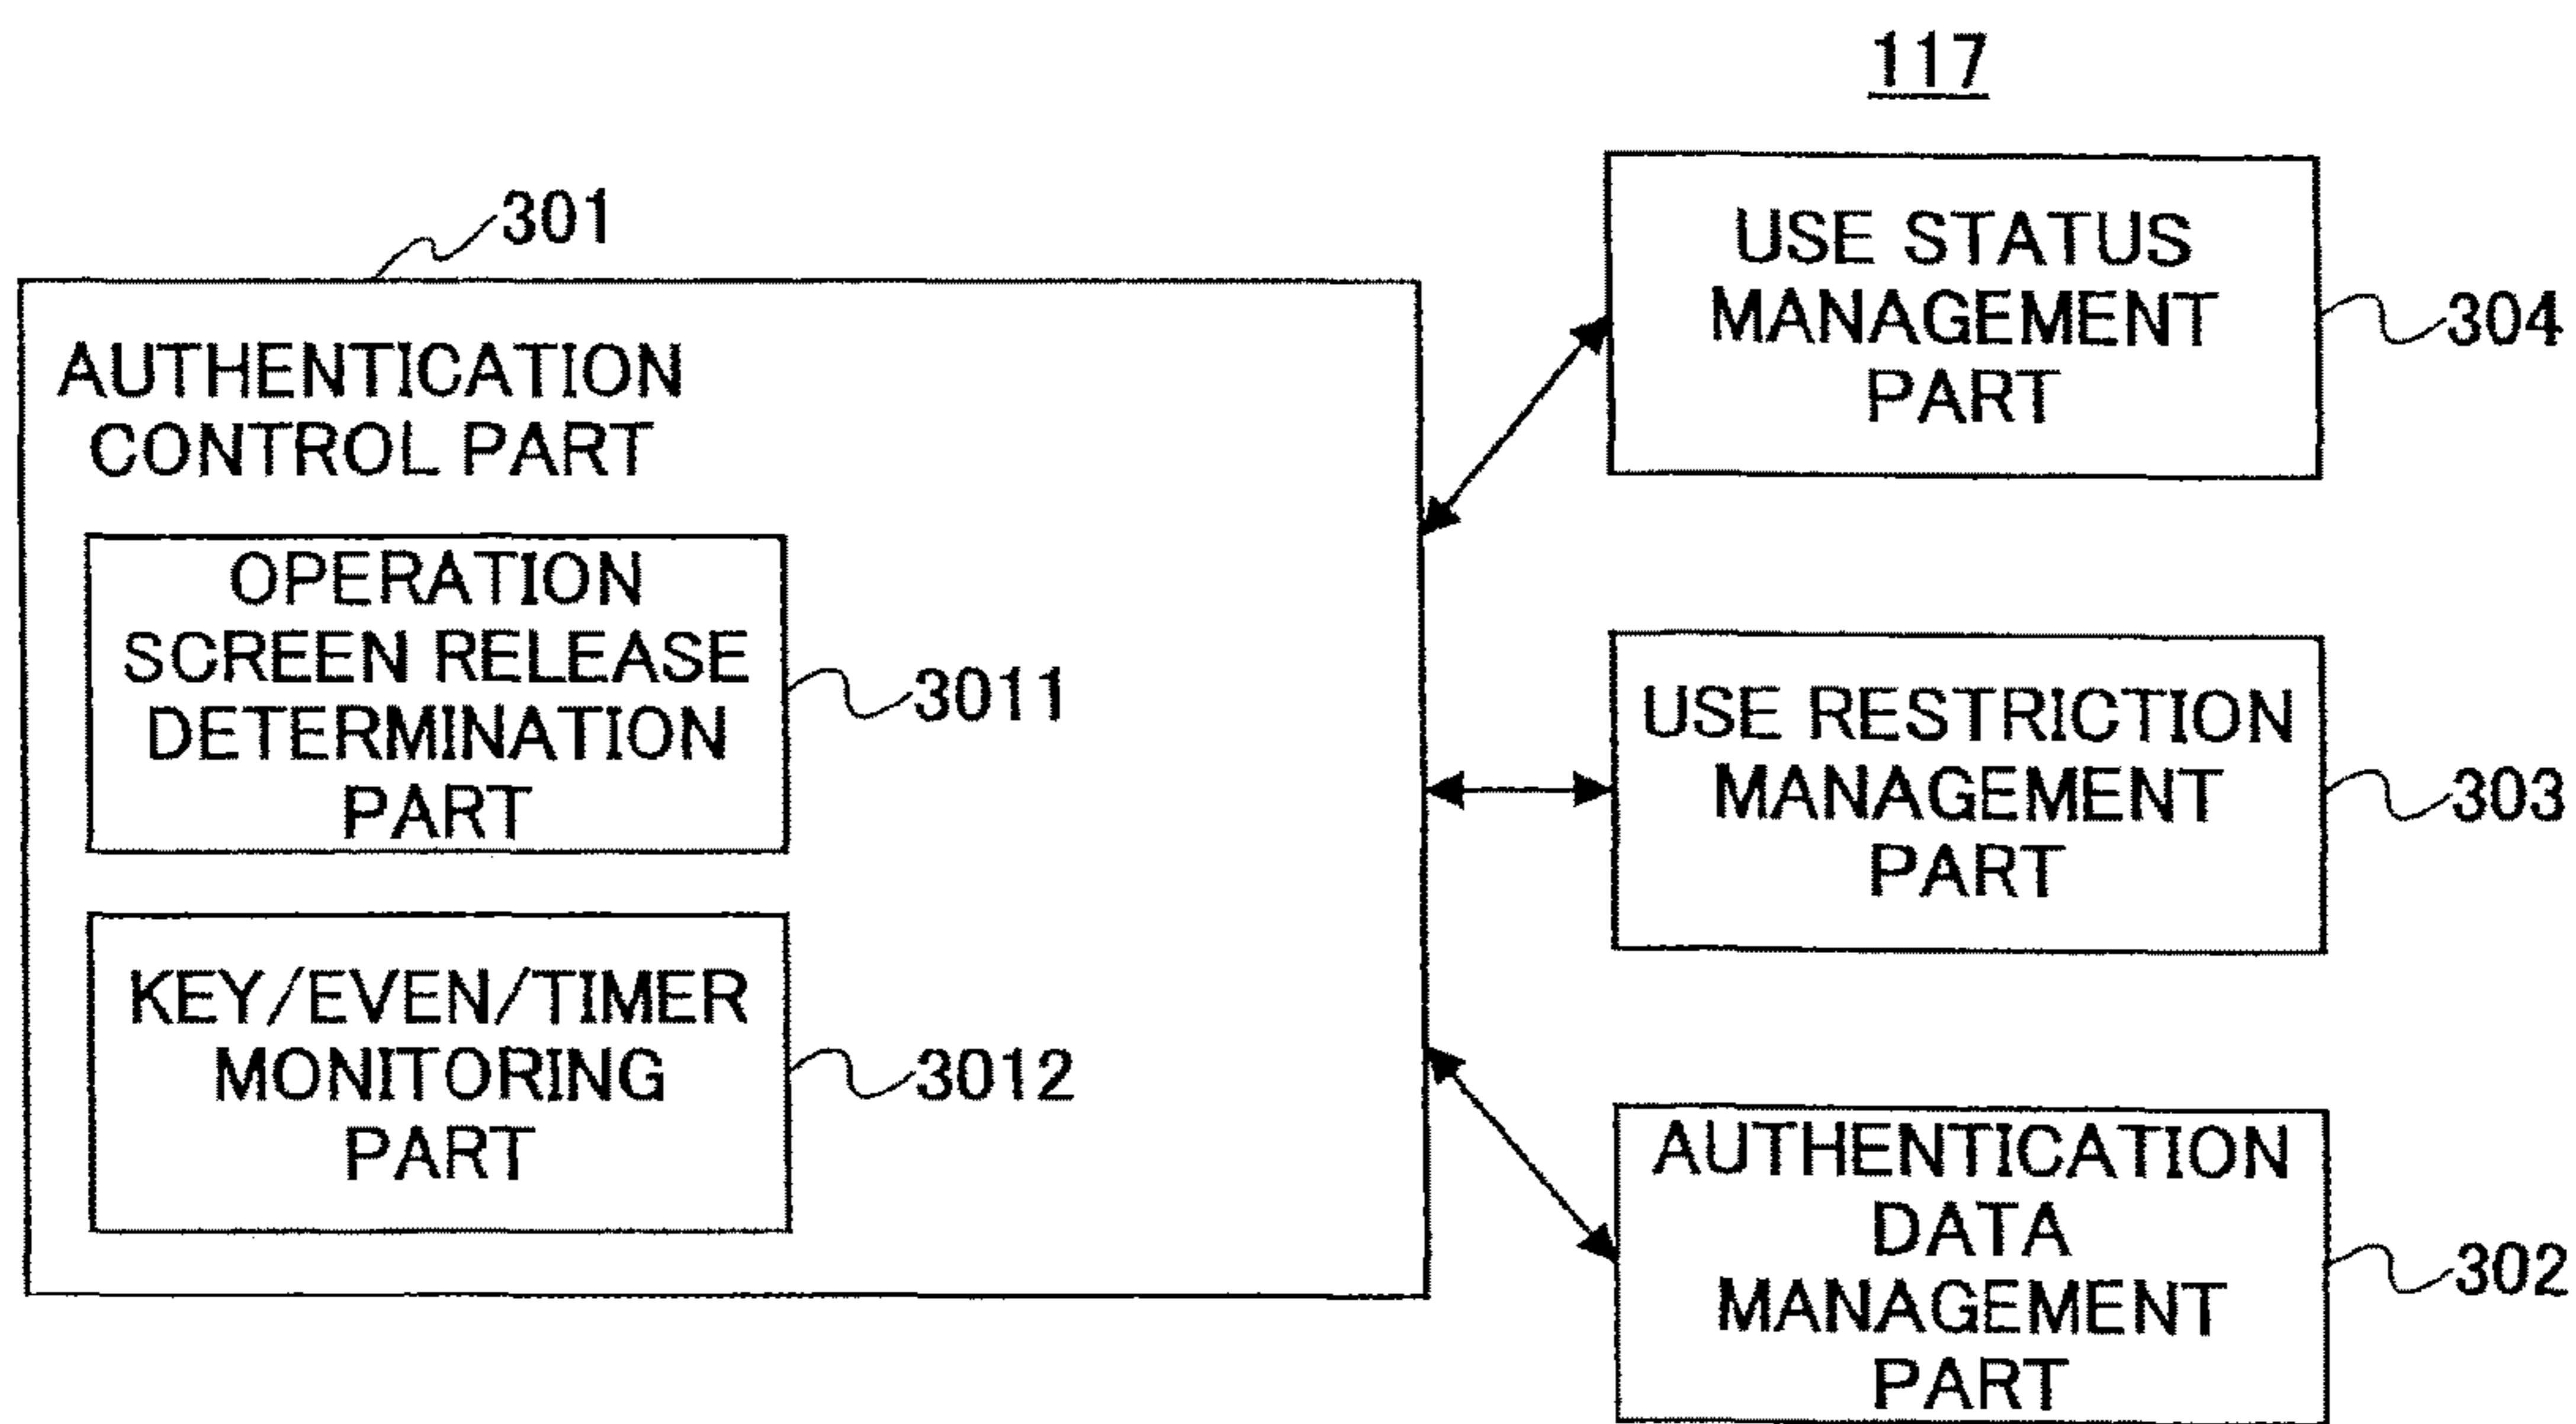 117
301
AUTHENTICATION
CONTROL PART
OPERATION
SCREEN RELEASE
DETERMINATION
PART
3011
KEY/EVEN/TIMER
MONITORING
PART
3012
USE STATUS
MANAGEMENT
PART
304
USE RESTRICTION
MANAGEMENT
PART
303
AUTHENTICATION
DATA
MANAGEMENT
PART
302